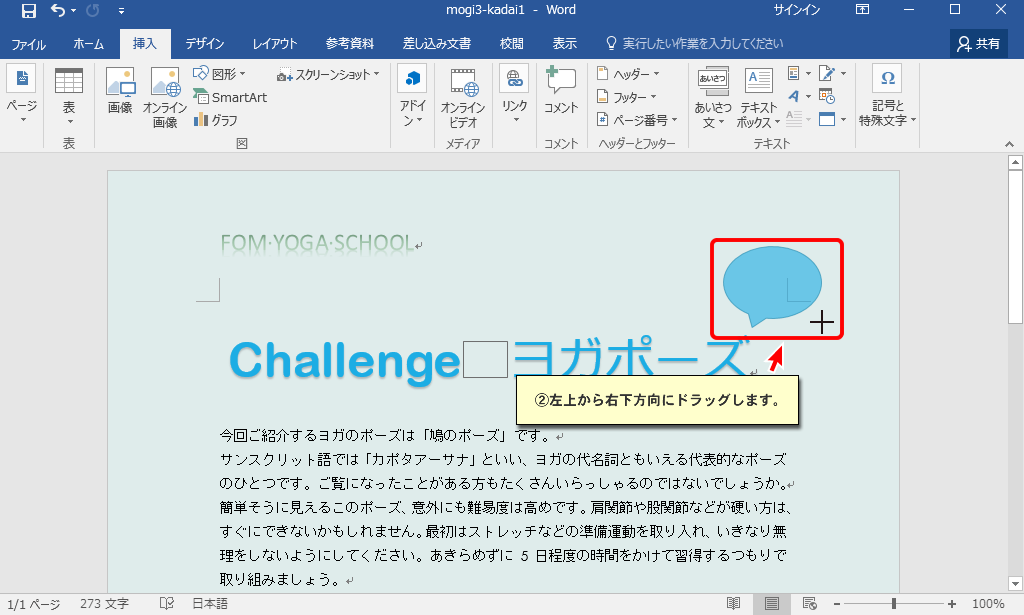 mogi3-kadai1 - Word
サインイン
ファイル ホーム 挿入 デザイン レイアウト 参考資料 差し込み文書 校閲 表示 実行したい作業を入力してください 共有
ページ
表
画像
オンライン
画像
図形
SmartArt
グラフ
スクリーンショット
アドイ
ン
オンライン
ビデオ
リンク
コメント
ヘッダー
フッター
ページ番号
あいさつ
あいさつ
文
テキスト
ボックス
記号と
特殊文字
表 図 メディア コメント ヘッダーとフッター テキスト
FOM・YOGA・SCHOOL
Challenge ヨガポーズ
②左上から右下方向にドラッグします。
今回ご紹介するヨガのポーズは「鳩のポーズ」です。
サンスクリット語では「カポタアーサナ」といい、ヨガの代名詞ともいえる代表的なポーズ
のひとつです。ご覧になったことがある方もたくさんいらっしゃるのではないでしょうか。
簡単そうに見えるこのポーズ、意外にも難易度は高めです。肩関節や股関節などが硬い方は、
すぐにできないかもしれません。最初はストレッチなどの準備運動を取り入れ、いきなり無
理をしないようにしてください。あきらめずに 5 日程度の時間をかけて習得するつもりで
取り組みましょう。
1/1 ページ 273 文字 日本語 100%